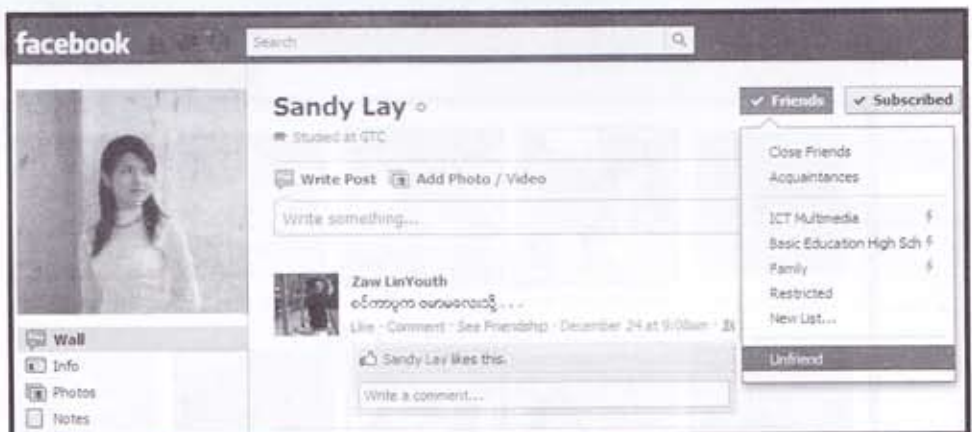 facebook
Search
Sandy Lay
Studied at GTC
Friends
Subscribed
Close Friends
Acquaintances
ICT Multimedia
Basic Education High Sch
Family
Restricted
New List...
Unfriend
Write Post Add Photo / Video
Write something...
Zaw LinYouth
Like · Comment · See Friendship · December 24 at 9:08am
Sandy Lay likes this.
Write a comment...
Wall
Info
Photos
Notes